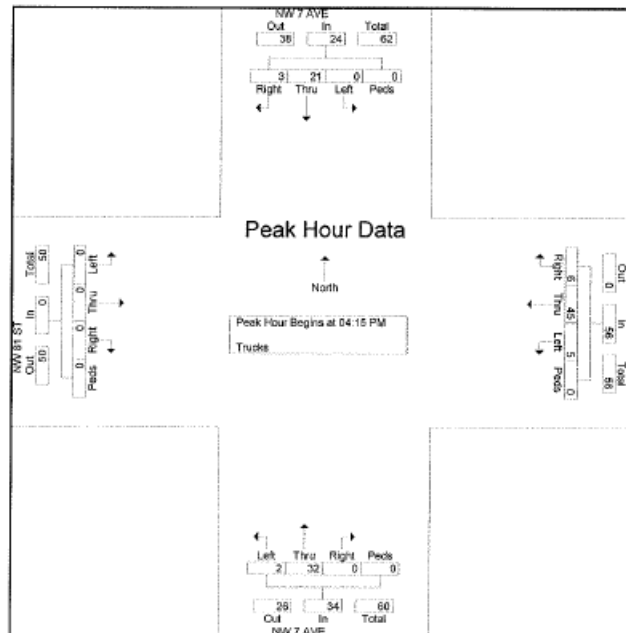 NW 7 AVE
Out In Total
38 24 62
3 21 0 0
Right Thru Left Peds
Peak Hour Data
North
Peak Hour Begins at 04:15 PM
Trucks
NW 81 ST
Out In Total
50 0 50
Left Thru Right Peds
0 0 0 0
Right Thru Left Peds
6 45 5 0
Out In Total
0 56 56
Left Thru Right Peds
2 32 0 0
26 34 60
Out In Total
NW 7 AVE